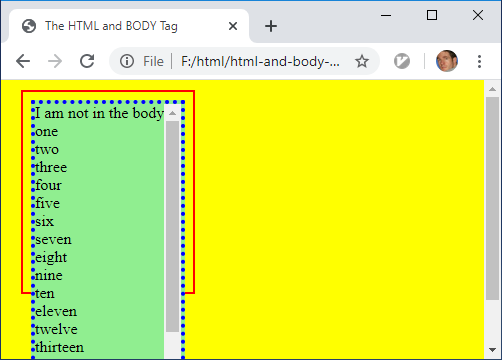 The HTML and BODY Tag
File | F:/html/html-and-body-...
I am not in the body
one
two
three
four
five
six
seven
eight
nine
ten
eleven
twelve
thirteen